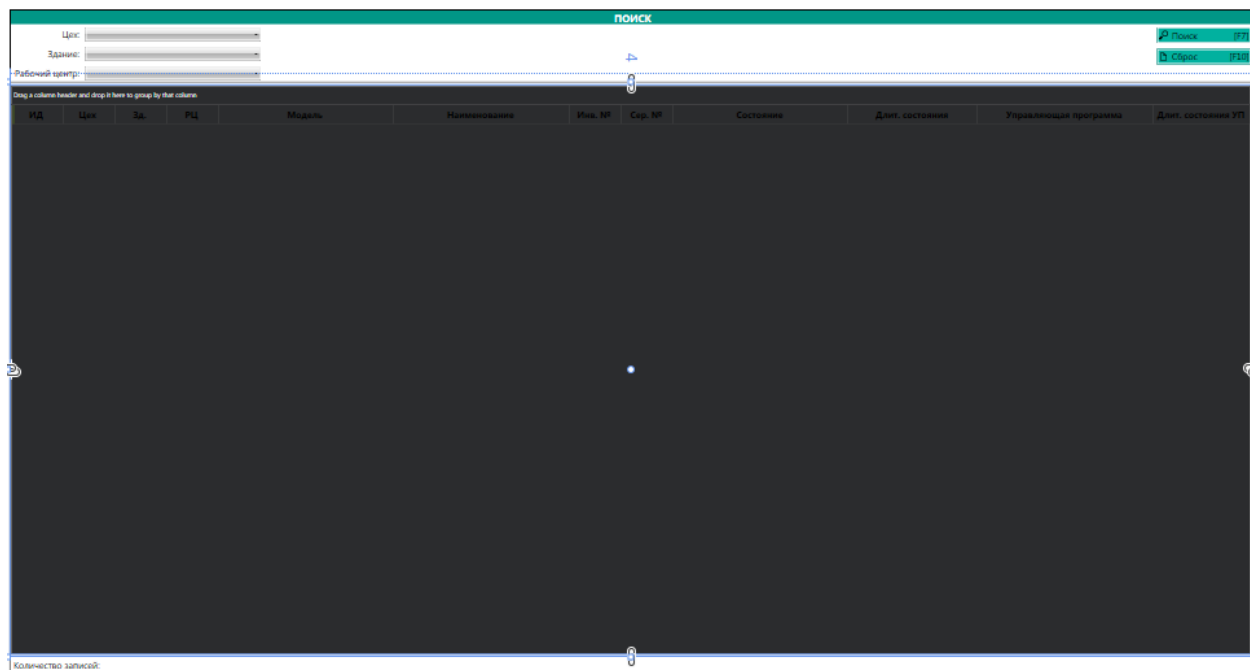 ПОИСК
Цех:
Поиск [F7]
Здание:
Сброс [F10]
Рабочий центр:
Drag a column header and drop it here to group by that column.
ИД Цех Зд. РЦ Модель Наименование Инв. № Сер. № Состояние Длит. состояния Управляющая программа Длит. состояния УП
Количество записей: